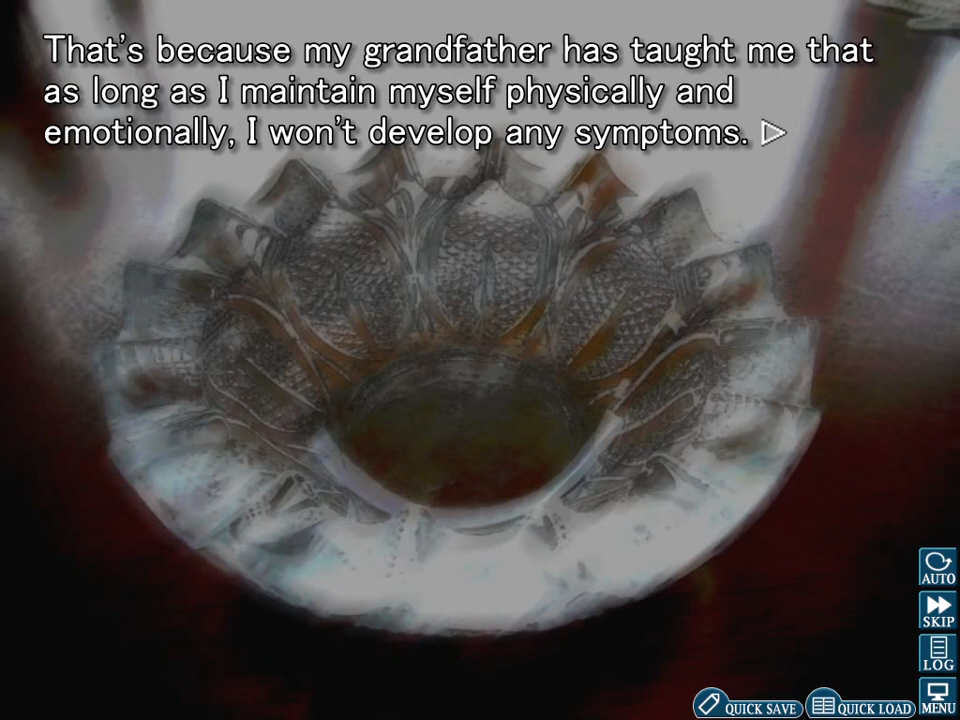 That's because my grandfather has taught me that
as long as I maintain myself physically and
emotionally, I won't develop any symptoms.
AUTO
SKIP
LOG
QUICK SAVE
QUICK LOAD
MENU